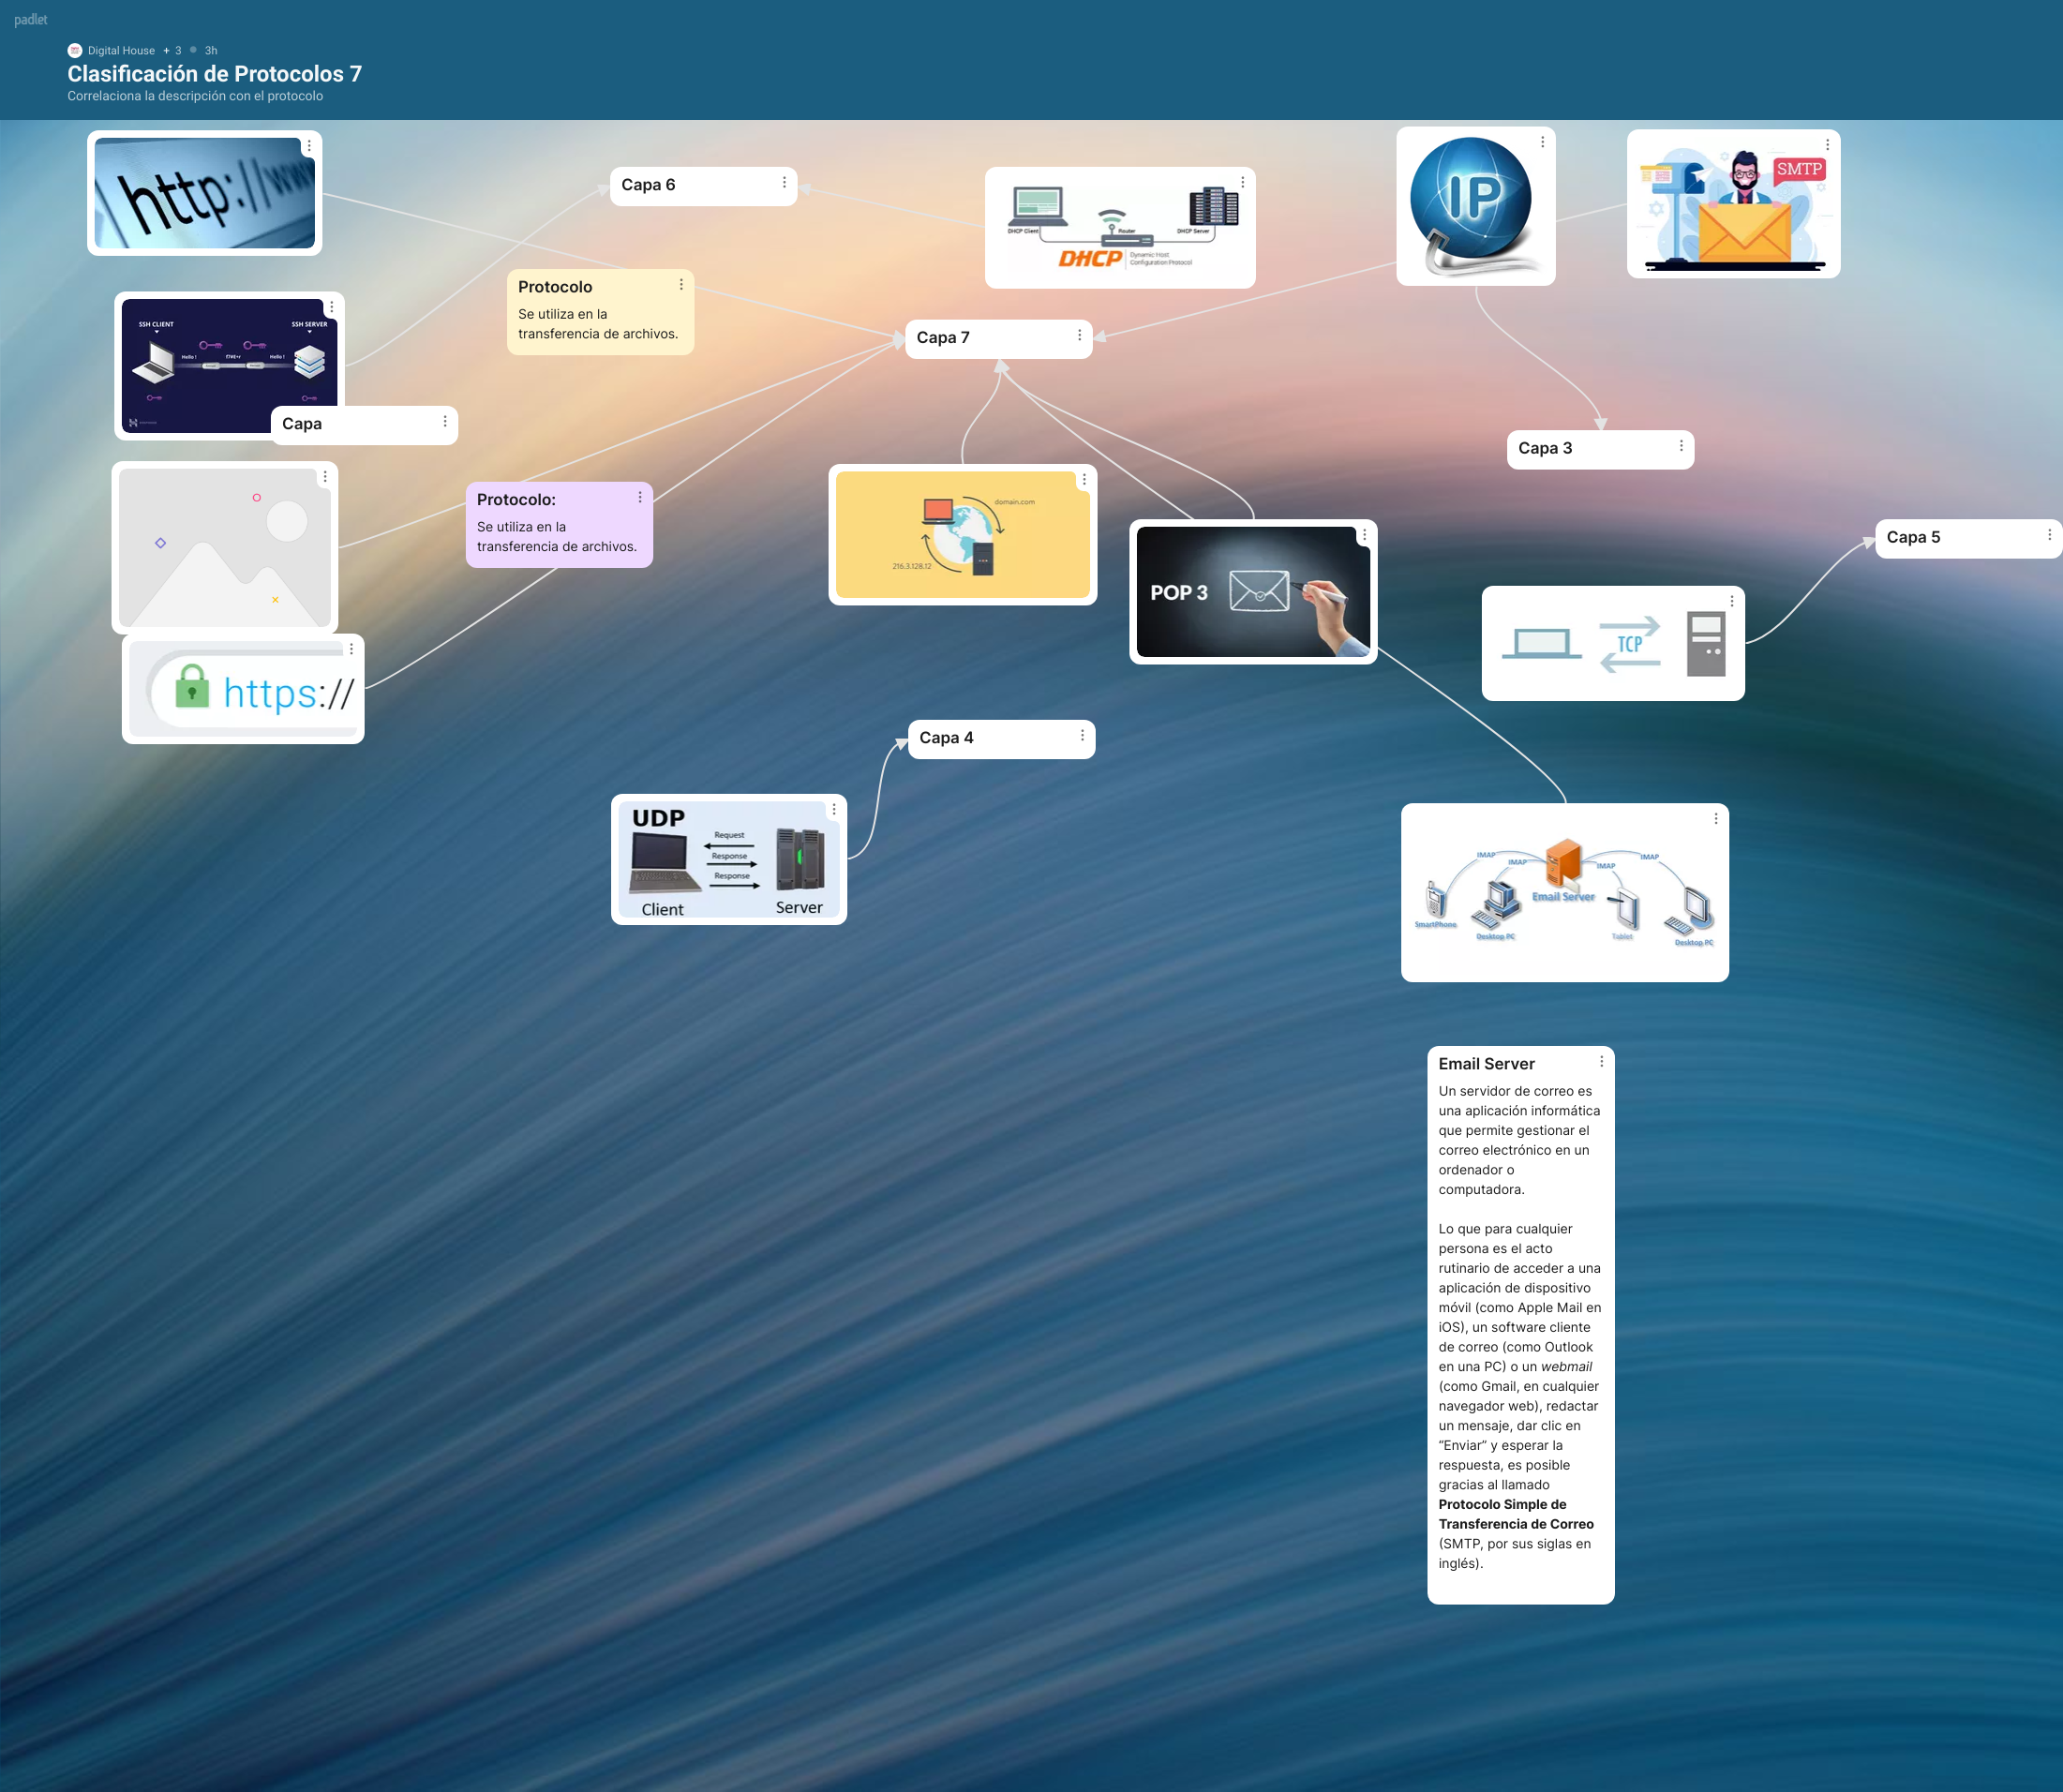 padlet
Digital House + 3 3h
Clasificación de Protocolos 7
Correlaciona la descripción con el protocolo
http://www
Capa 6
DHCP Client
Router
DHCP Server
DHCP
Dynamic Host
Configuration Protocol
IP
SMTP
Protocolo
Se utiliza en la
transferencia de archivos.
SSH CLIENT
SSH SERVER
Hello !
Hello !
Capa 7
Capa
Capa 3
Protocolo:
Se utiliza en la
transferencia de archivos.
domain.com
216.3.128.12
POP 3
Capa 5
TCP
https://
Capa 4
UDP
Request
Response
Response
Client
Server
IMAP
IMAP
IMAP
IMAP
Email Server
SmartPhone
Desktop PC
Tablet
Desktop PC
Email Server
Un servidor de correo es
una aplicación informática
que permite gestionar el
correo electrónico en un
ordenador o
computadora.
Lo que para cualquier
persona es el acto
rutinario de acceder a una
aplicación de dispositivo
móvil (como Apple Mail en
iOS), un software cliente
de correo (como Outlook
en una PC) o un webmail
(como Gmail, en cualquier
navegador web), redactar
un mensaje, dar clic en
“Enviar” y esperar la
respuesta, es posible
gracias al llamado
Protocolo Simple de
Transferencia de Correo
(SMTP, por sus siglas en
inglés).